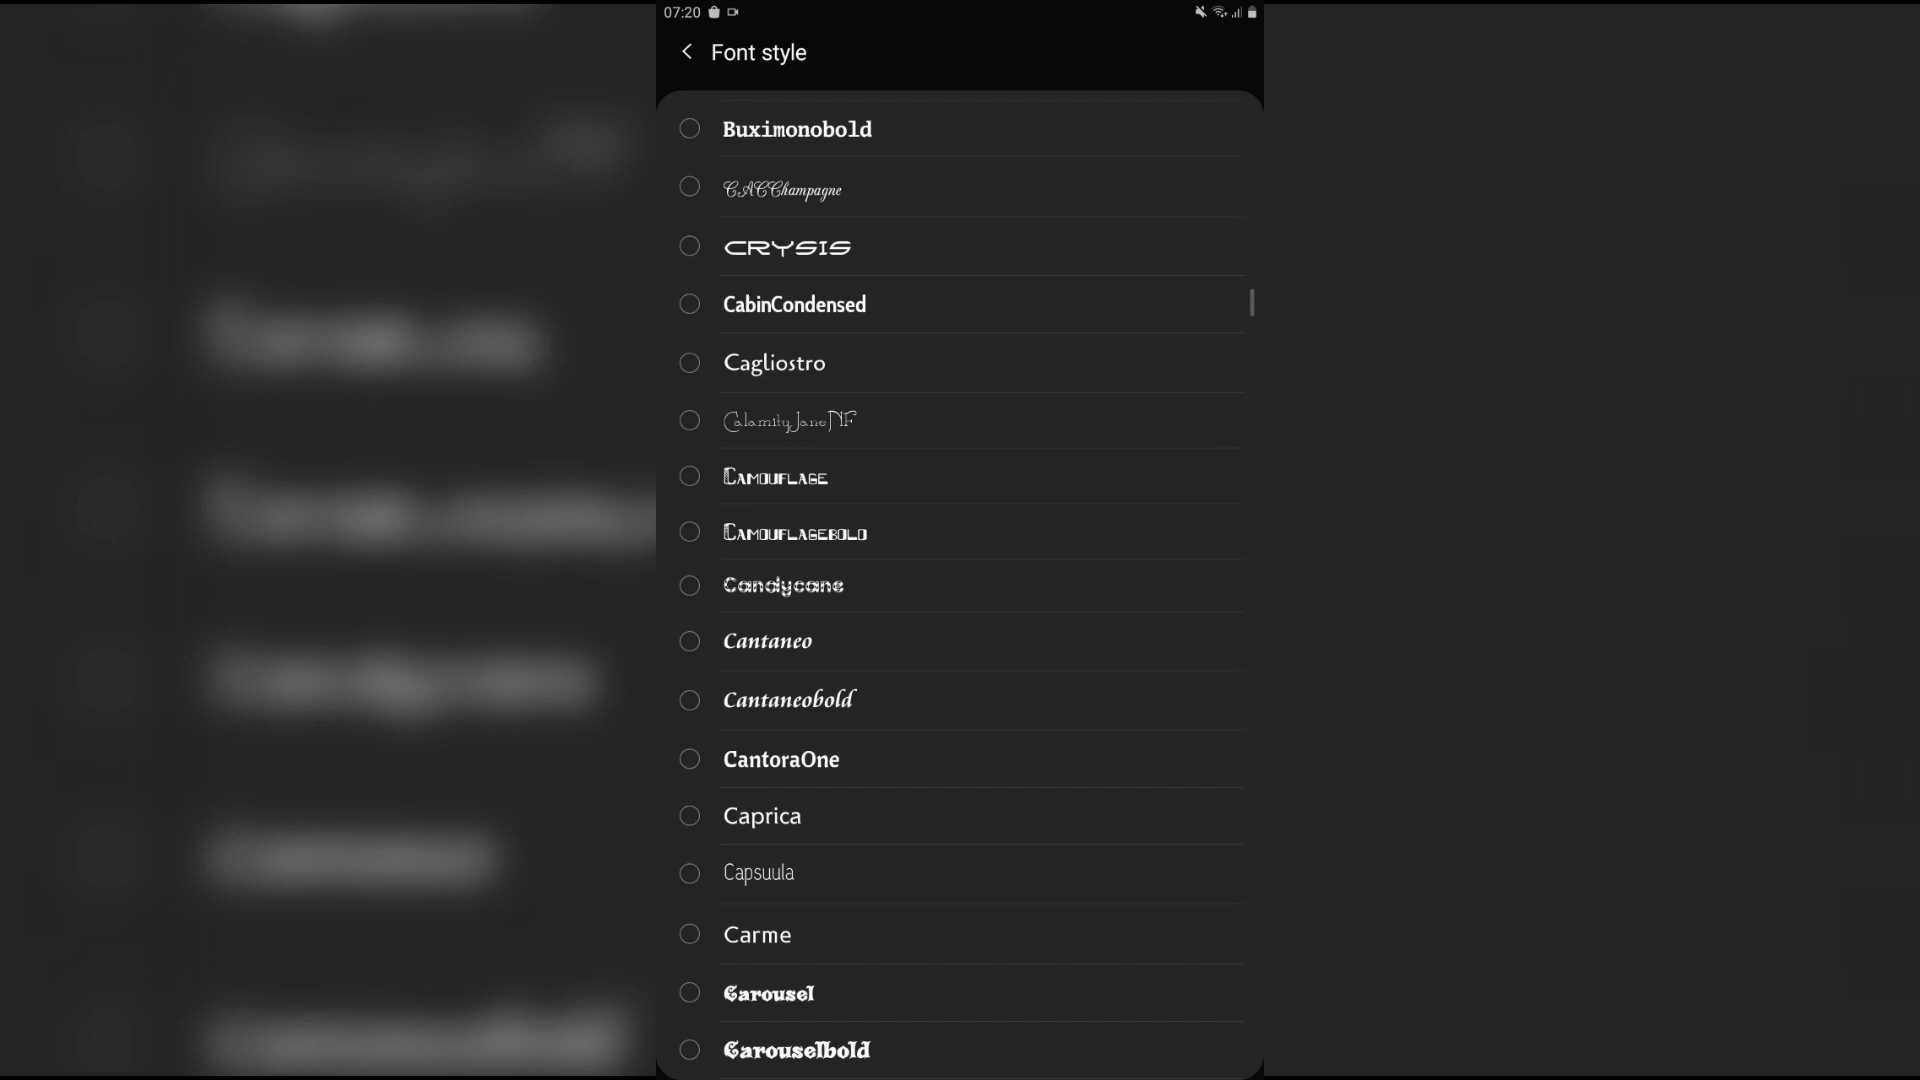 07:20
Font style
Buximonobold
CACChampagne
CRYSIS
CabinCondensed
Cagliostro
CalamityJaneNF
Camouflage
Camouflagebold
Candycane
Cantaneo
Cantaneobold
CantoraOne
Caprica
Capsuula
Carme
Carousel
Carouselbold